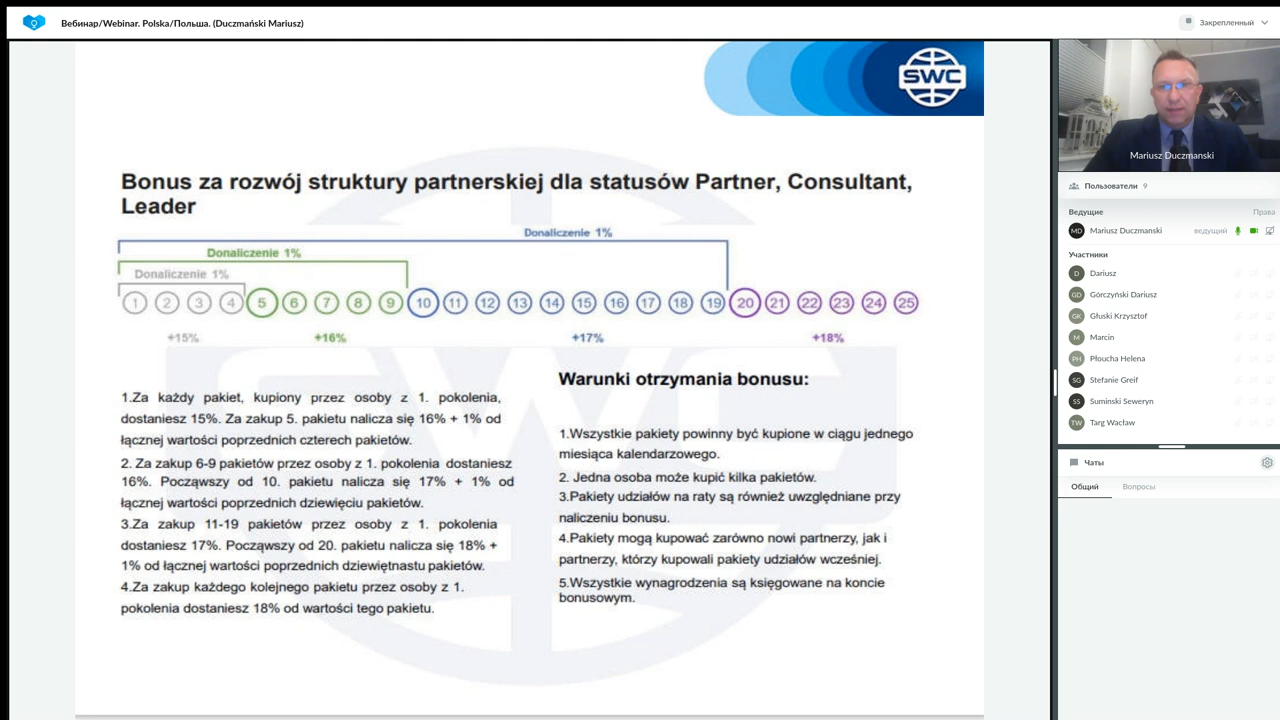 Вебинар/Webinar. Polska/Польша. (Duczmański Mariusz)
Закрепленный
SWC
Bonus za rozwój struktury partnerskiej dla statusów Partner, Consultant,
Leader
Donaliczenie 1%
Donaliczenie 1%
Donaliczenie 1%
1 2 3 4 5 6 7 8 9 10 11 12 13 14 15 16 17 18 19 20 21 22 23 24 25
+15% +16% +17% +18%
1.Za każdy pakiet, kupiony przez osoby z 1. pokolenia,
dostaniesz 15%. Za zakup 5. pakietu nalicza się 16% + 1% od
łącznej wartości poprzednich czterech pakietów.
2. Za zakup 6-9 pakietów przez osoby z 1. pokolenia dostaniesz
16%. Począwszy od 10. pakietu nalicza się 17% + 1% od
łącznej wartości poprzednich dziewięciu pakietów.
3.Za zakup 11-19 pakietów przez osoby z 1. pokolenia
dostaniesz 17%. Począwszy od 20. pakietu nalicza się 18% +
1% od łącznej wartości poprzednich dziewiętnastu pakietów.
4.Za zakup każdego kolejnego pakietu przez osoby z 1.
pokolenia dostaniesz 18% od wartości tego pakietu.
Warunki otrzymania bonusu:
1.Wszystkie pakiety powinny być kupione w ciągu jednego
miesiąca kalendarzowego.
2. Jedna osoba może kupić kilka pakietów.
3.Pakiety udziałów na raty są również uwzględniane przy
naliczeniu bonusu.
4.Pakiety mogą kupować zarówno nowi partnerzy, jak i
partnerzy, którzy kupowali pakiety udziałów wcześniej.
5.Wszystkie wynagrodzenia są księgowane na koncie
bonusowym.
Mariusz Duczmanski
Пользователи 9
Ведущие Права
MD Mariusz Duczmanski ведущий
Участники
D Dariusz
GD Górczyński Dariusz
GK Głuski Krzysztof
M Marcin
PH Płoucha Helena
SG Stefanie Greif
SS Suminski Seweryn
TW Targ Wacław
Чаты
Общий Вопросы